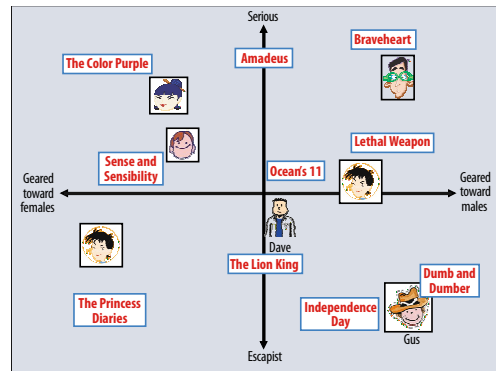 Serious
Braveheart
Amadeus
The Color Purple
Lethal Weapon
Sense and
Sensibility
Ocean's 11
Geared
toward
females
Geared
toward
males
Dave
The Lion King
Dumb and
Dumber
The Princess
Diaries
Independence
Day
Gus
Escapist